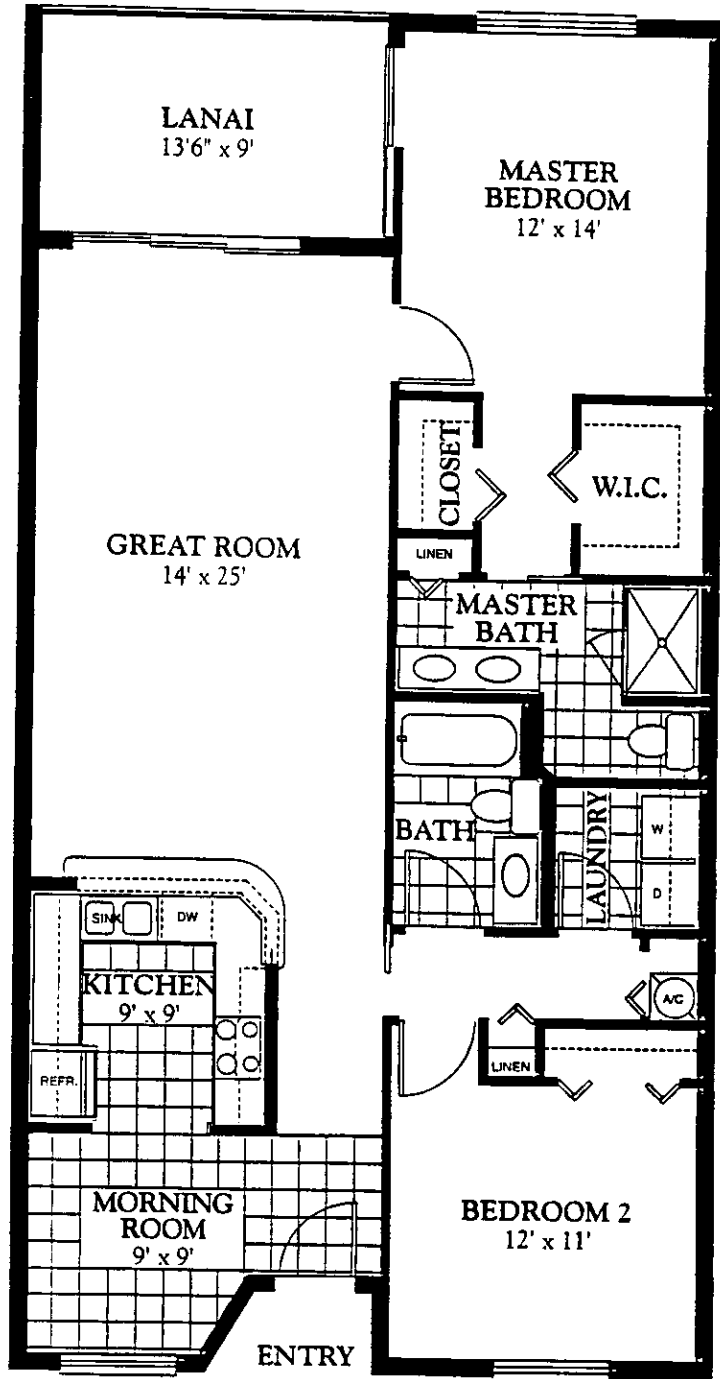 LANAI
13'6" x 9'
MASTER
BEDROOM
12' x 14'
CLOSET
W.I.C.
GREAT ROOM
14' x 25'
LINEN
MASTER
BATH
BATH
LAUNDRY
W
D
SINK
DW
KITCHEN
9' x 9'
A/C
REFR.
LINEN
MORNING
ROOM
9' x 9'
BEDROOM 2
12' x 11'
ENTRY